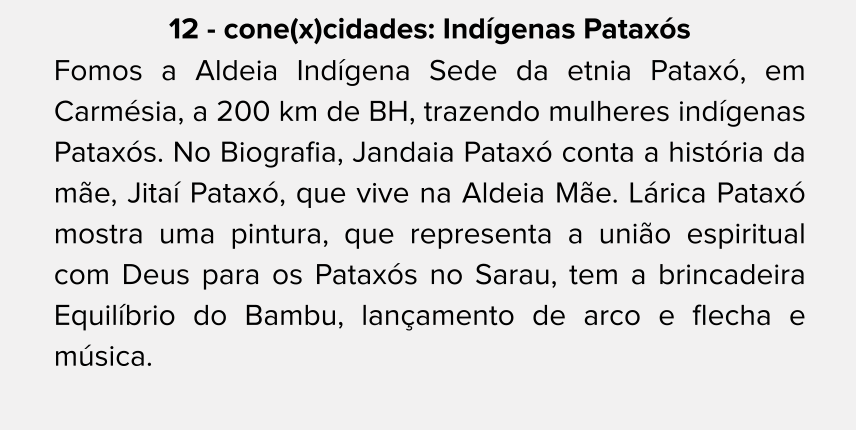 12 - cone(x)cidades: Indígenas Pataxós
Fomos a Aldeia Indígena Sede da etnia Pataxó, em
Carmésia, a 200 km de BH, trazendo mulheres indígenas
Pataxós. No Biografia, Jandaia Pataxó conta a história da
mãe, Jitaí Pataxó, que vive na Aldeia Mãe. Lárica Pataxó
mostra uma pintura, que representa a união espiritual
com Deus para os Pataxós no Sarau, tem a brincadeira
Equilíbrio do Bambu, lançamento de arco e flecha e
música.